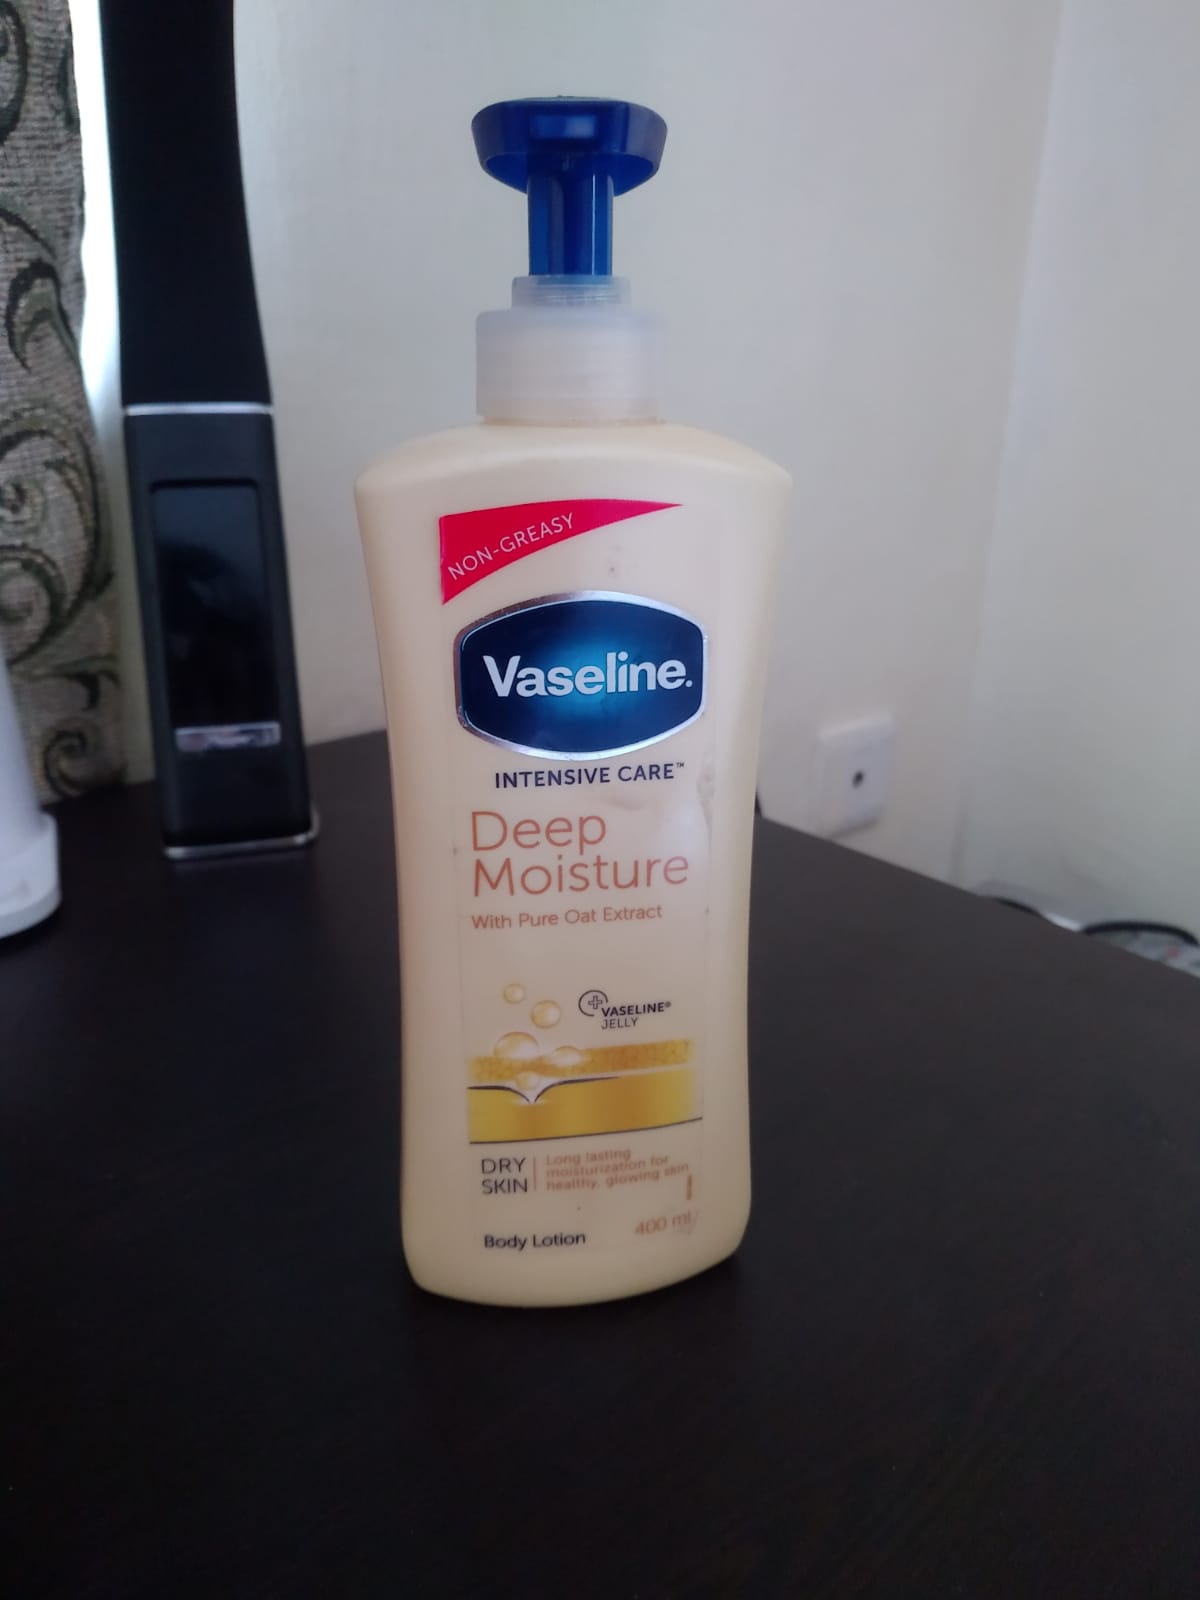 NON-GREASY
Vaseline.
INTENSIVE CARE™
Deep
Moisture
With Pure Oat Extract
VASELINE®
JELLY
DRY
SKIN
Long lasting
moisturization for
healthy, glowing skin
400 ml
Body Lotion